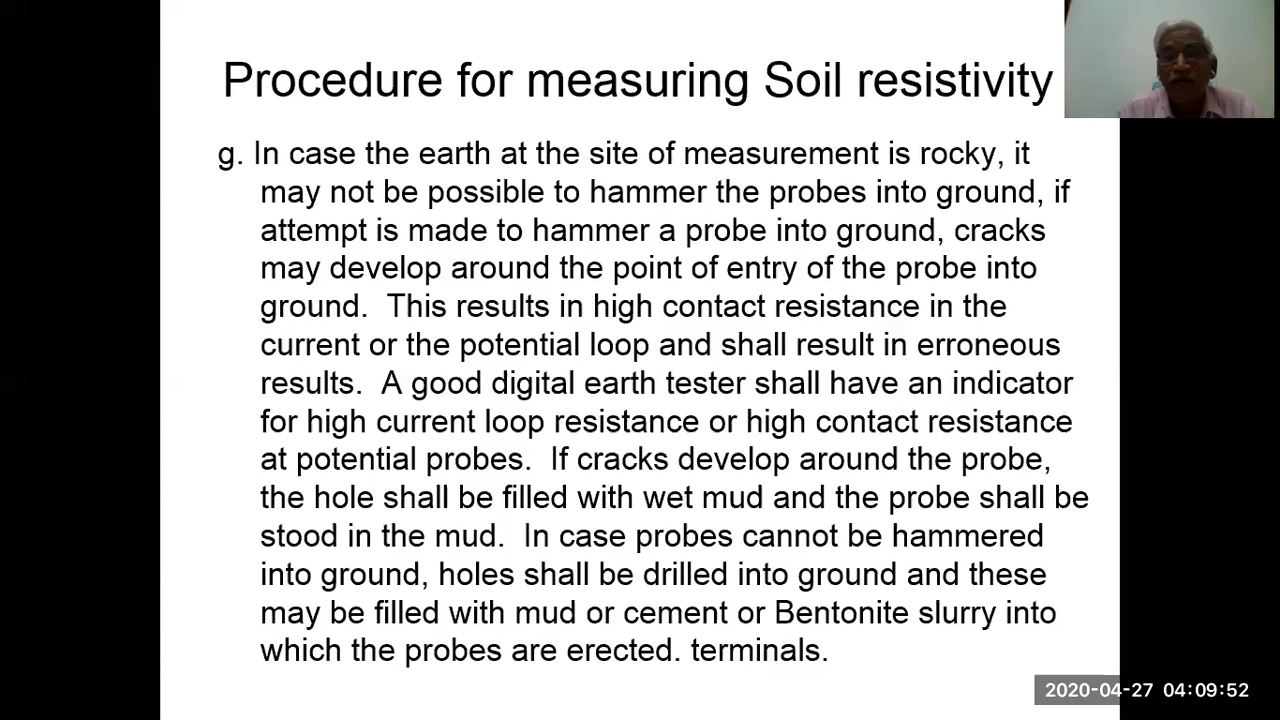 Procedure for measuring Soil resistivity
g. In case the earth at the site of measurement is rocky, it
may not be possible to hammer the probes into ground, if
attempt is made to hammer a probe into ground, cracks
may develop around the point of entry of the probe into
ground. This results in high contact resistance in the
current or the potential loop and shall result in erroneous
results. A good digital earth tester shall have an indicator
for high current loop resistance or high contact resistance
at potential probes. If cracks develop around the probe,
the hole shall be filled with wet mud and the probe shall be
stood in the mud. In case probes cannot be hammered
into ground, holes shall be drilled into ground and these
may be filled with mud or cement or Bentonite slurry into
which the probes are erected. terminals.
2020-04-27 04:09:52